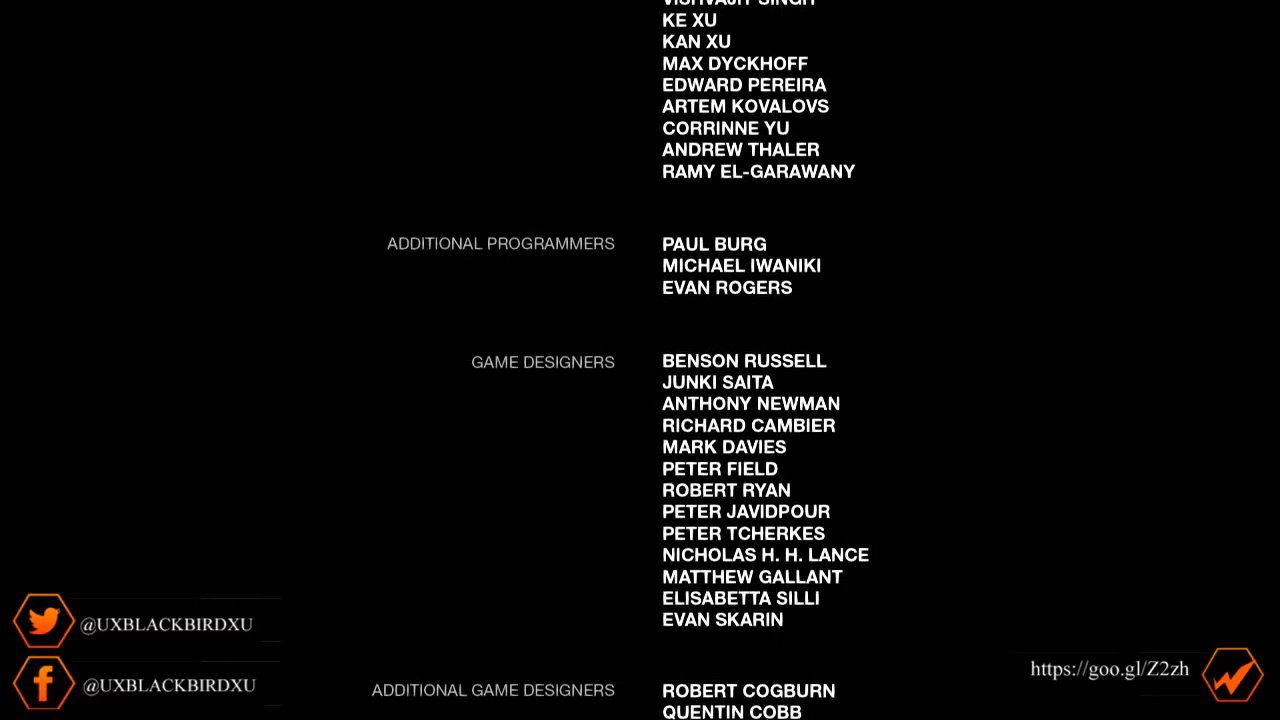 VISHVAJIT SINGH
KE XU
KAN XU
MAX DYCKHOFF
EDWARD PEREIRA
ARTEM KOVALOVS
CORRINNE YU
ANDREW THALER
RAMY EL-GARAWANY
ADDITIONAL PROGRAMMERS PAUL BURG
MICHAEL IWANIKI
EVAN ROGERS
GAME DESIGNERS BENSON RUSSELL
JUNKI SAITA
ANTHONY NEWMAN
RICHARD CAMBIER
MARK DAVIES
PETER FIELD
ROBERT RYAN
PETER JAVIDPOUR
PETER TCHERKES
NICHOLAS H. H. LANCE
MATTHEW GALLANT
ELISABETTA SILLI
EVAN SKARIN
@UXBLACKBIRDXU
https://goo.gl/Z2zh
@UXBLACKBIRDXU
ADDITIONAL GAME DESIGNERS ROBERT COGBURN
QUENTIN COBB